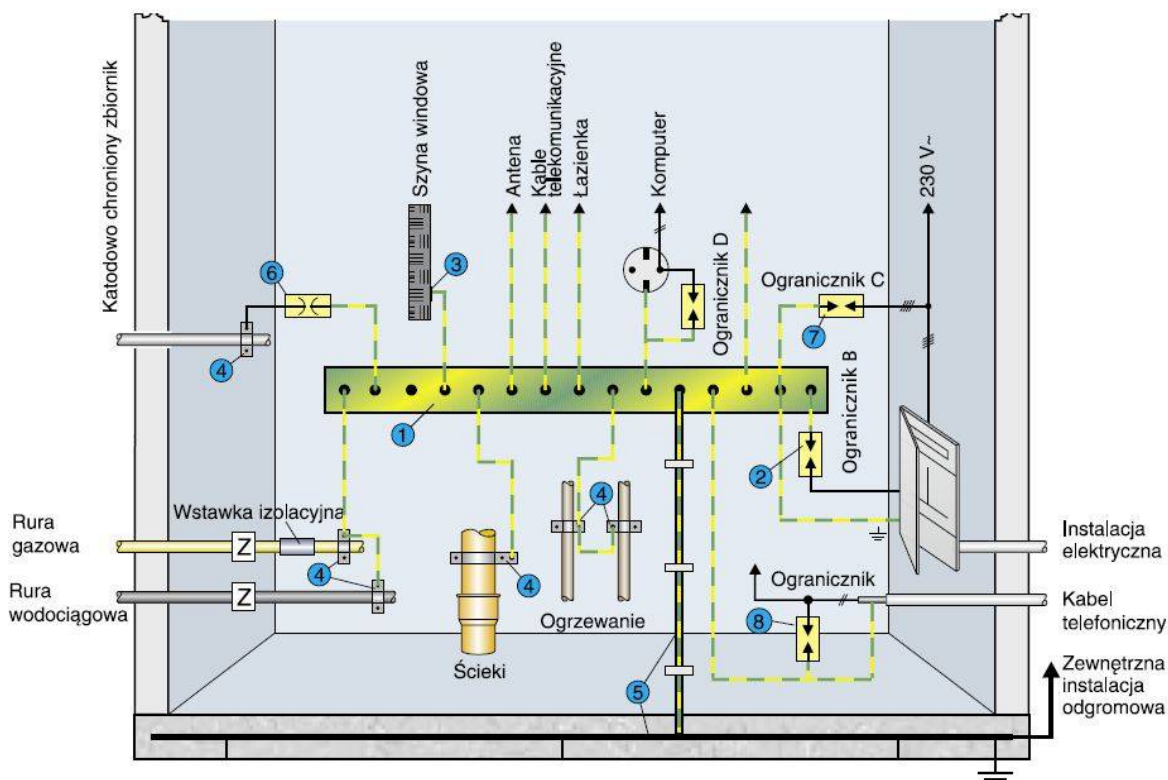 Katodowo chroniony zbiornik
Szyna windowa
Antena
Kable
telekomunikacyjne
Łazienka
Komputer
Ogranicznik D
230 V~
6
3
4
Ogranicznik C
7
1
Ogranicznik B
2
Rura
gazowa
Wstawka izolacyjna
Z
4
4
4
Instalacja
elektryczna
Rura
wodociągowa
Z
Ogrzewanie
Ogranicznik
8
Kabel
telefoniczny
Ścieki
5
Zewnętrzna
instalacja
odgromowa